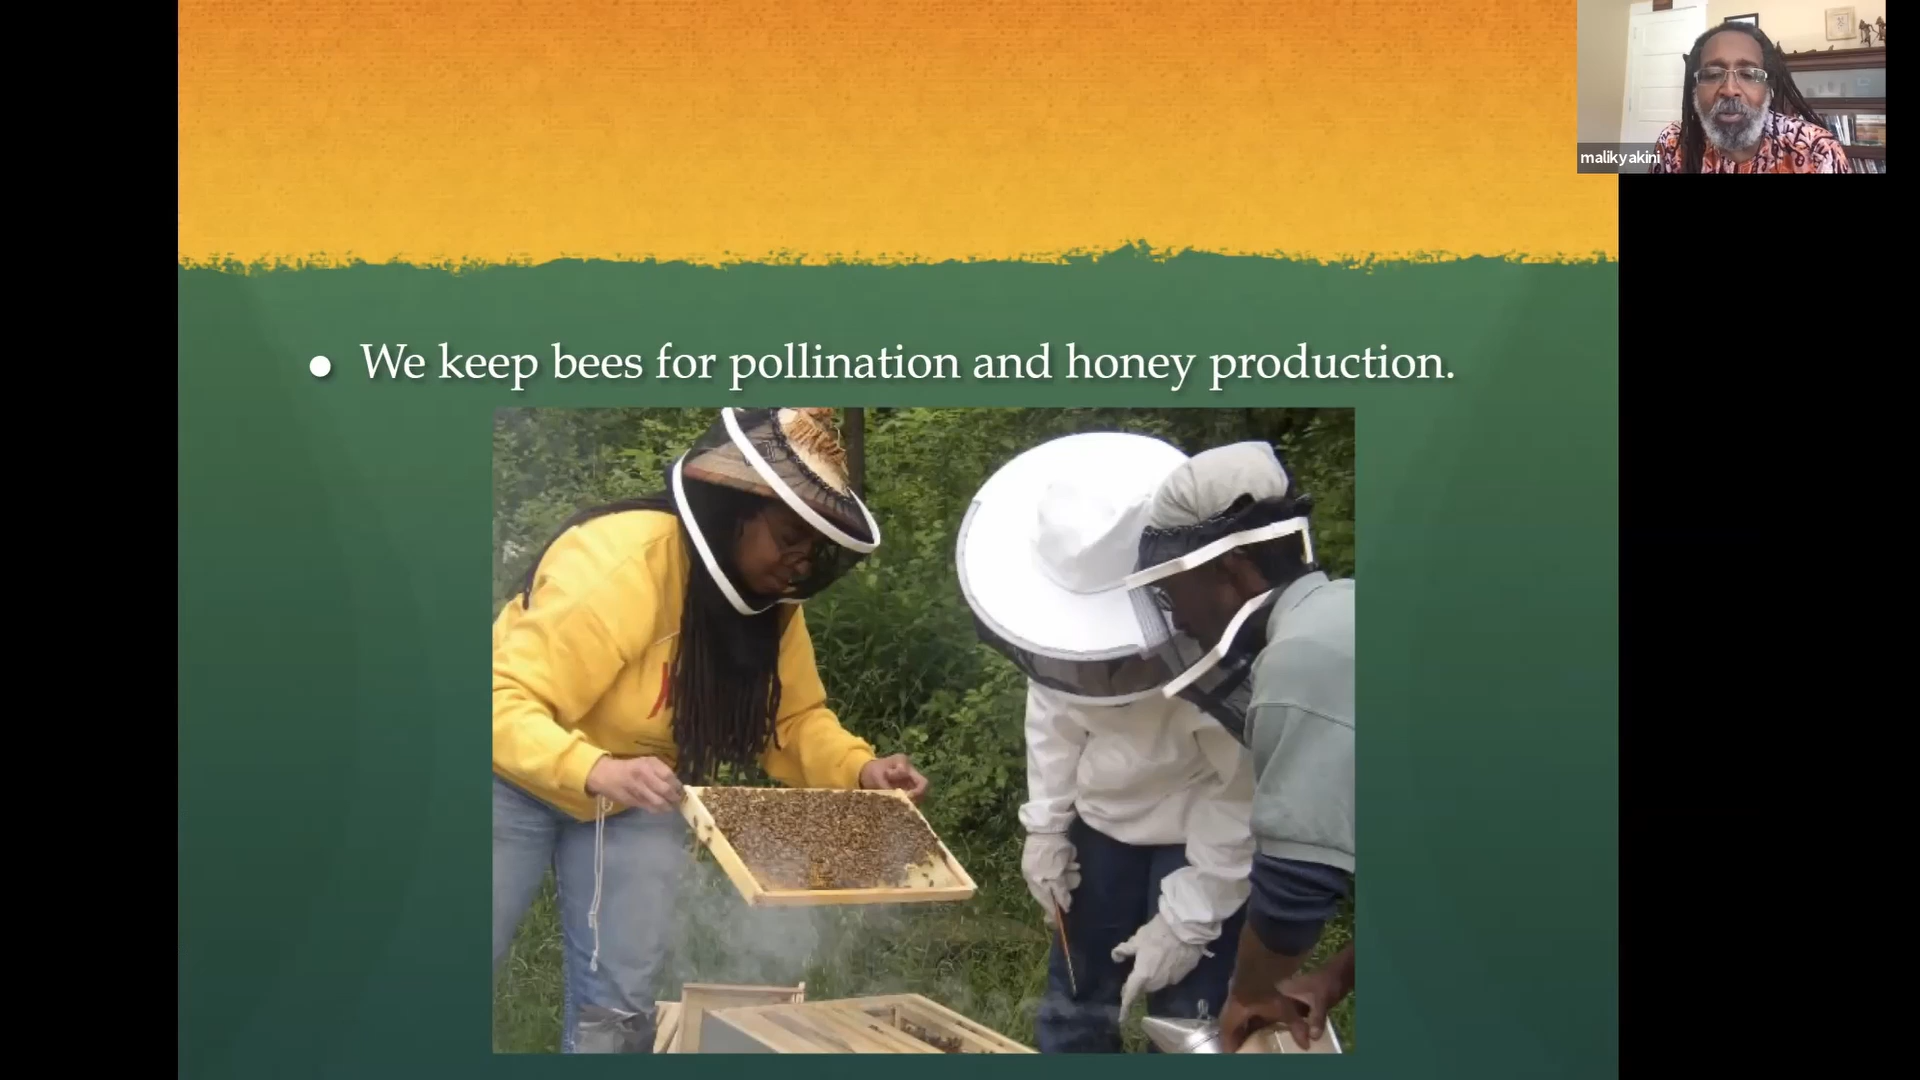 malikyakini
• We keep bees for pollination and honey production.